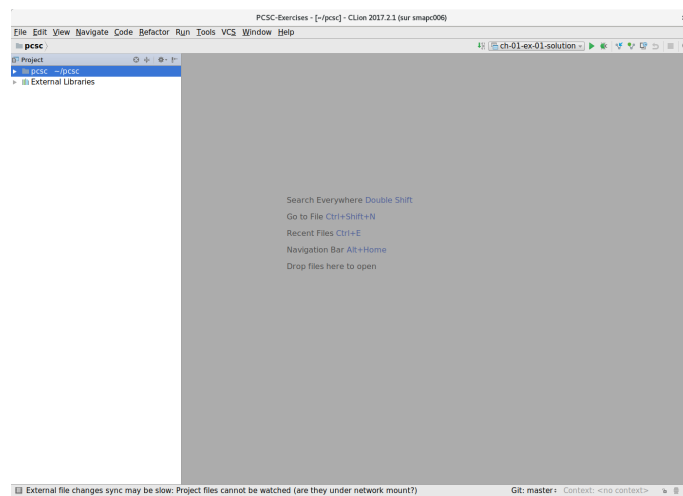 PCSC-Exercises - [~/pcsc] - CLion 2017.2.1 (sur smapc006)
File Edit View Navigate Code Refactor Run Tools VCS Window Help
pcsc
ch-01-ex-01-solution
Project
pcsc ~/pcsc
External Libraries
Search Everywhere Double Shift
Go to File Ctrl+Shift+N
Recent Files Ctrl+E
Navigation Bar Alt+Home
Drop files here to open
External file changes sync may be slow: Project files cannot be watched (are they under network mount?)
Git: master Context: <no context>